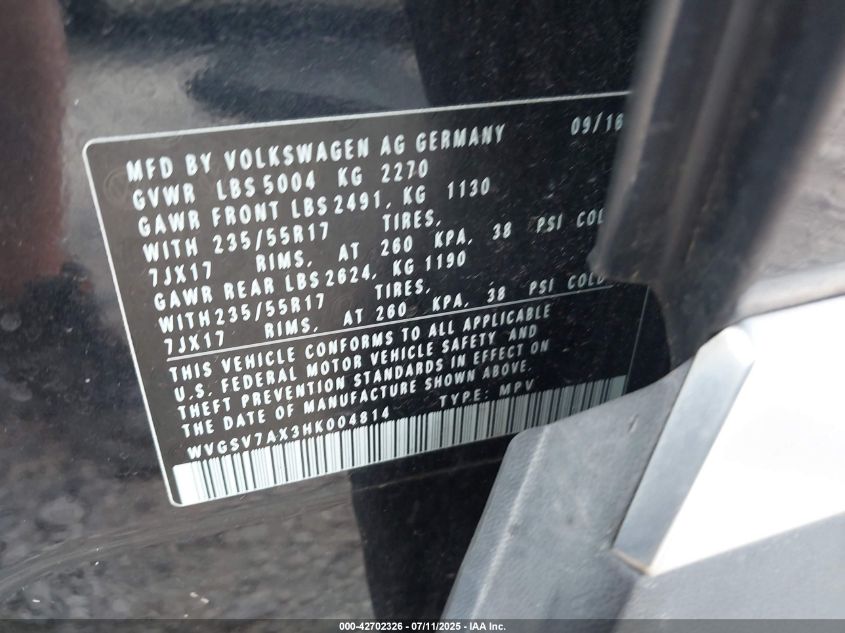 MFD BY VOLKSWAGEN AG GERMANY 09/16
GVWR LBS 5004 KG 2270
GAWR FRONT LBS 2491, KG 1130
WITH 235/55R17 TIRES,
7JX17 RIMS, AT 260 KPA, 38 PSI COLD
GAWR REAR LBS 2624, KG 1190
WITH 235/55R17 TIRES,
7JX17 RIMS, AT 260 KPA, 38 PSI COLD
THIS VEHICLE CONFORMS TO ALL APPLICABLE
U.S. FEDERAL MOTOR VEHICLE SAFETY AND
THEFT PREVENTION STANDARDS IN EFFECT ON
THE DATE OF MANUFACTURE SHOWN ABOVE.
WVGSV7AX3HK004814 TYPE: MPV
000-42702326 - 07/11/2025 - IAA Inc.